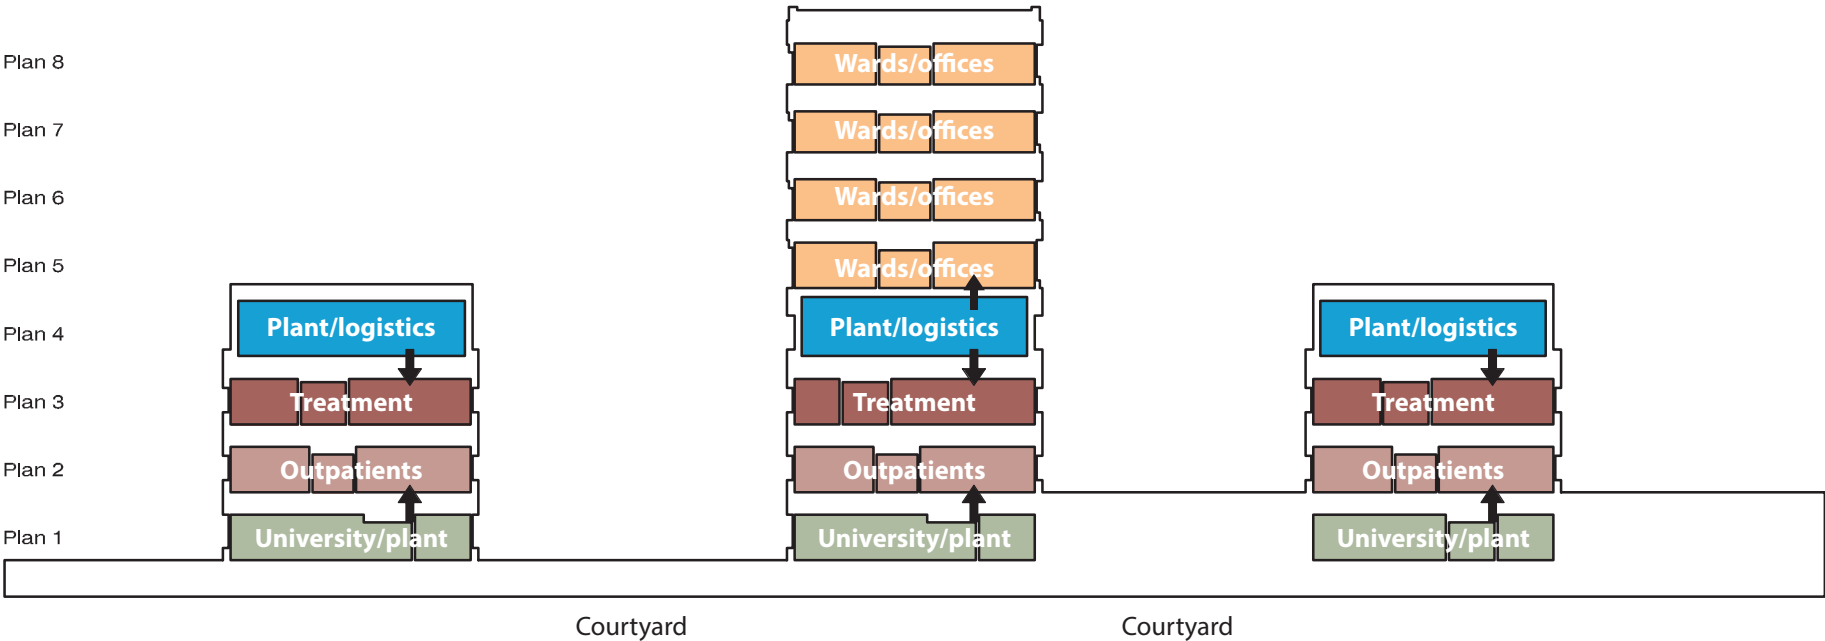 Plan 8 Wards/offices
Plan 7 Wards/offices
Plan 6 Wards/offices
Plan 5 Wards/offices
Plan 4 Plant/logistics Plant/logistics Plant/logistics
Plan 3 Treatment Treatment Treatment
Plan 2 Outpatients Outpatients Outpatients
Plan 1 University/plant University/plant University/plant
Courtyard Courtyard